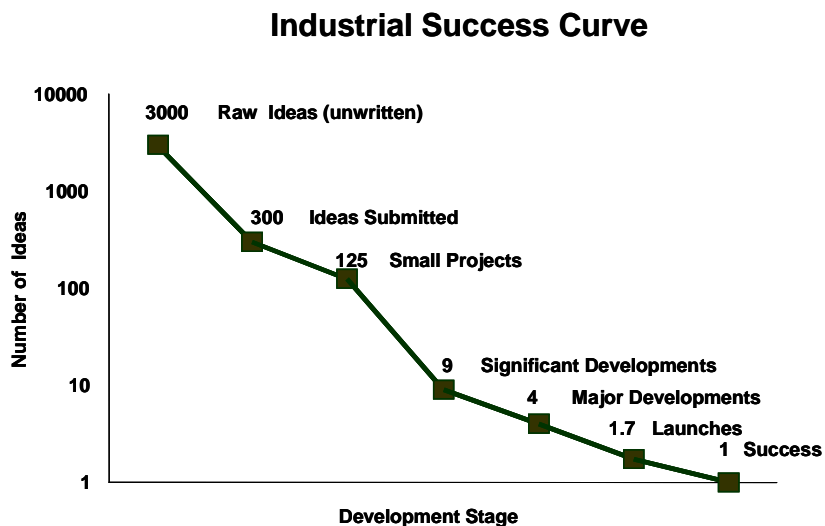 Industrial Success Curve
10000
3000 Raw Ideas (unwritten)
1000
300 Ideas Submitted
125 Small Projects
100
9 Significant Developments
10
4 Major Developments
1.7 Launches
1 Success
1
Number of Ideas
Development Stage